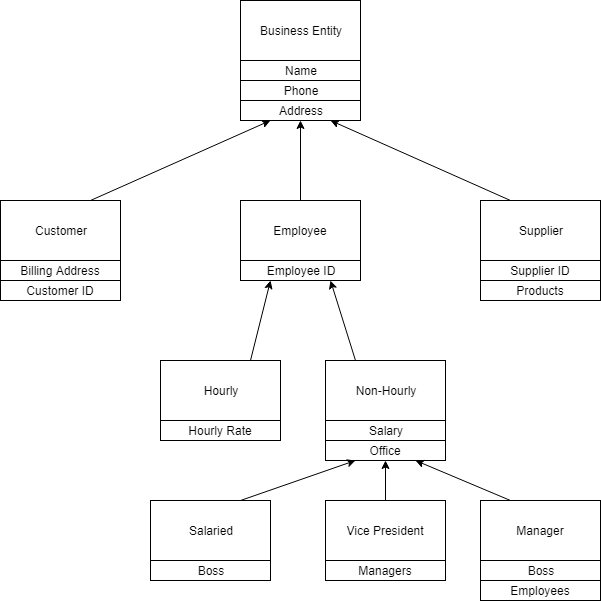 Business Entity
Name
Phone
Address
Customer
Billing Address
Customer ID
Employee
Employee ID
Supplier
Supplier ID
Products
Hourly
Hourly Rate
Non-Hourly
Salary
Office
Salaried
Boss
Vice President
Managers
Manager
Boss
Employees